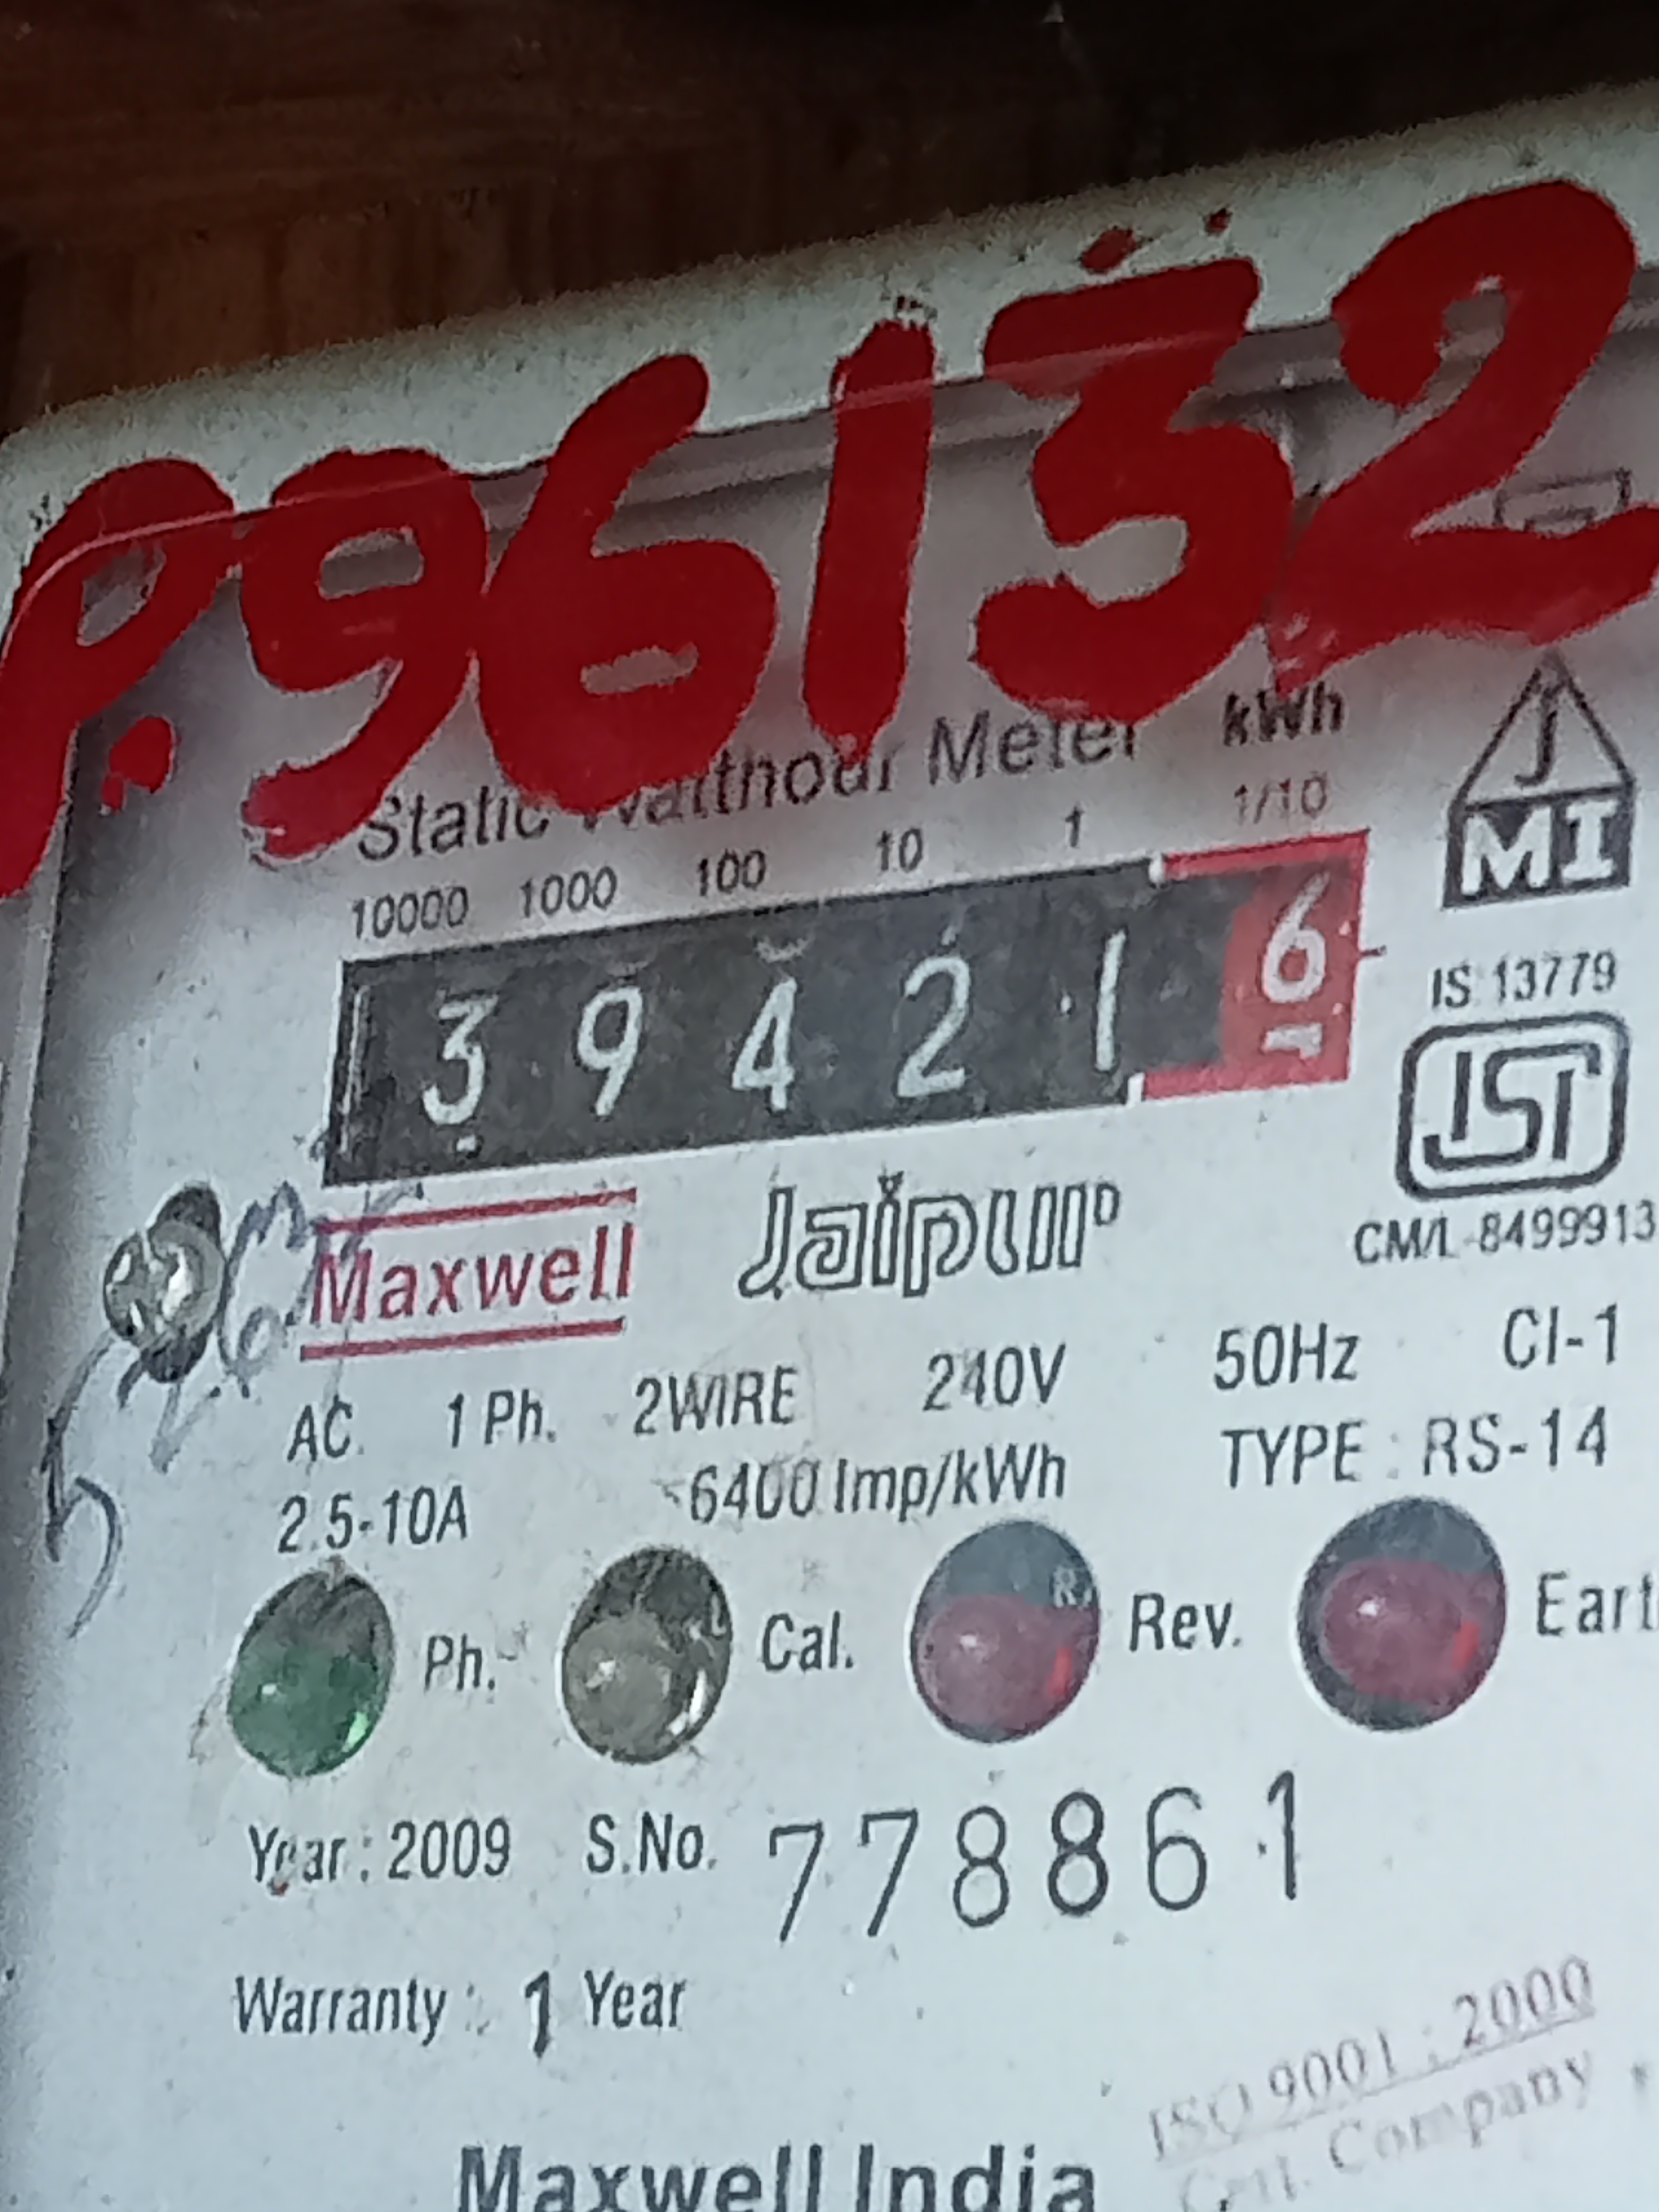 P.96132
Static Watthour Meter kWh
10000 1000 100 10 1 1/10
3 9 4 2 1 6
J
MI
IS 13779
ISI
CM/L-8499913
Maxwell Jaipur
AC 1 Ph. 2WIRE 240V 50Hz Cl-1
2.5-10A 6400 Imp/kWh TYPE : RS-14
Ph. Cal. Rev. Eart
Year : 2009 S.No. 778861
Warranty : 1 Year
ISO 9001 : 2000
Cert. Company
Maxwell India